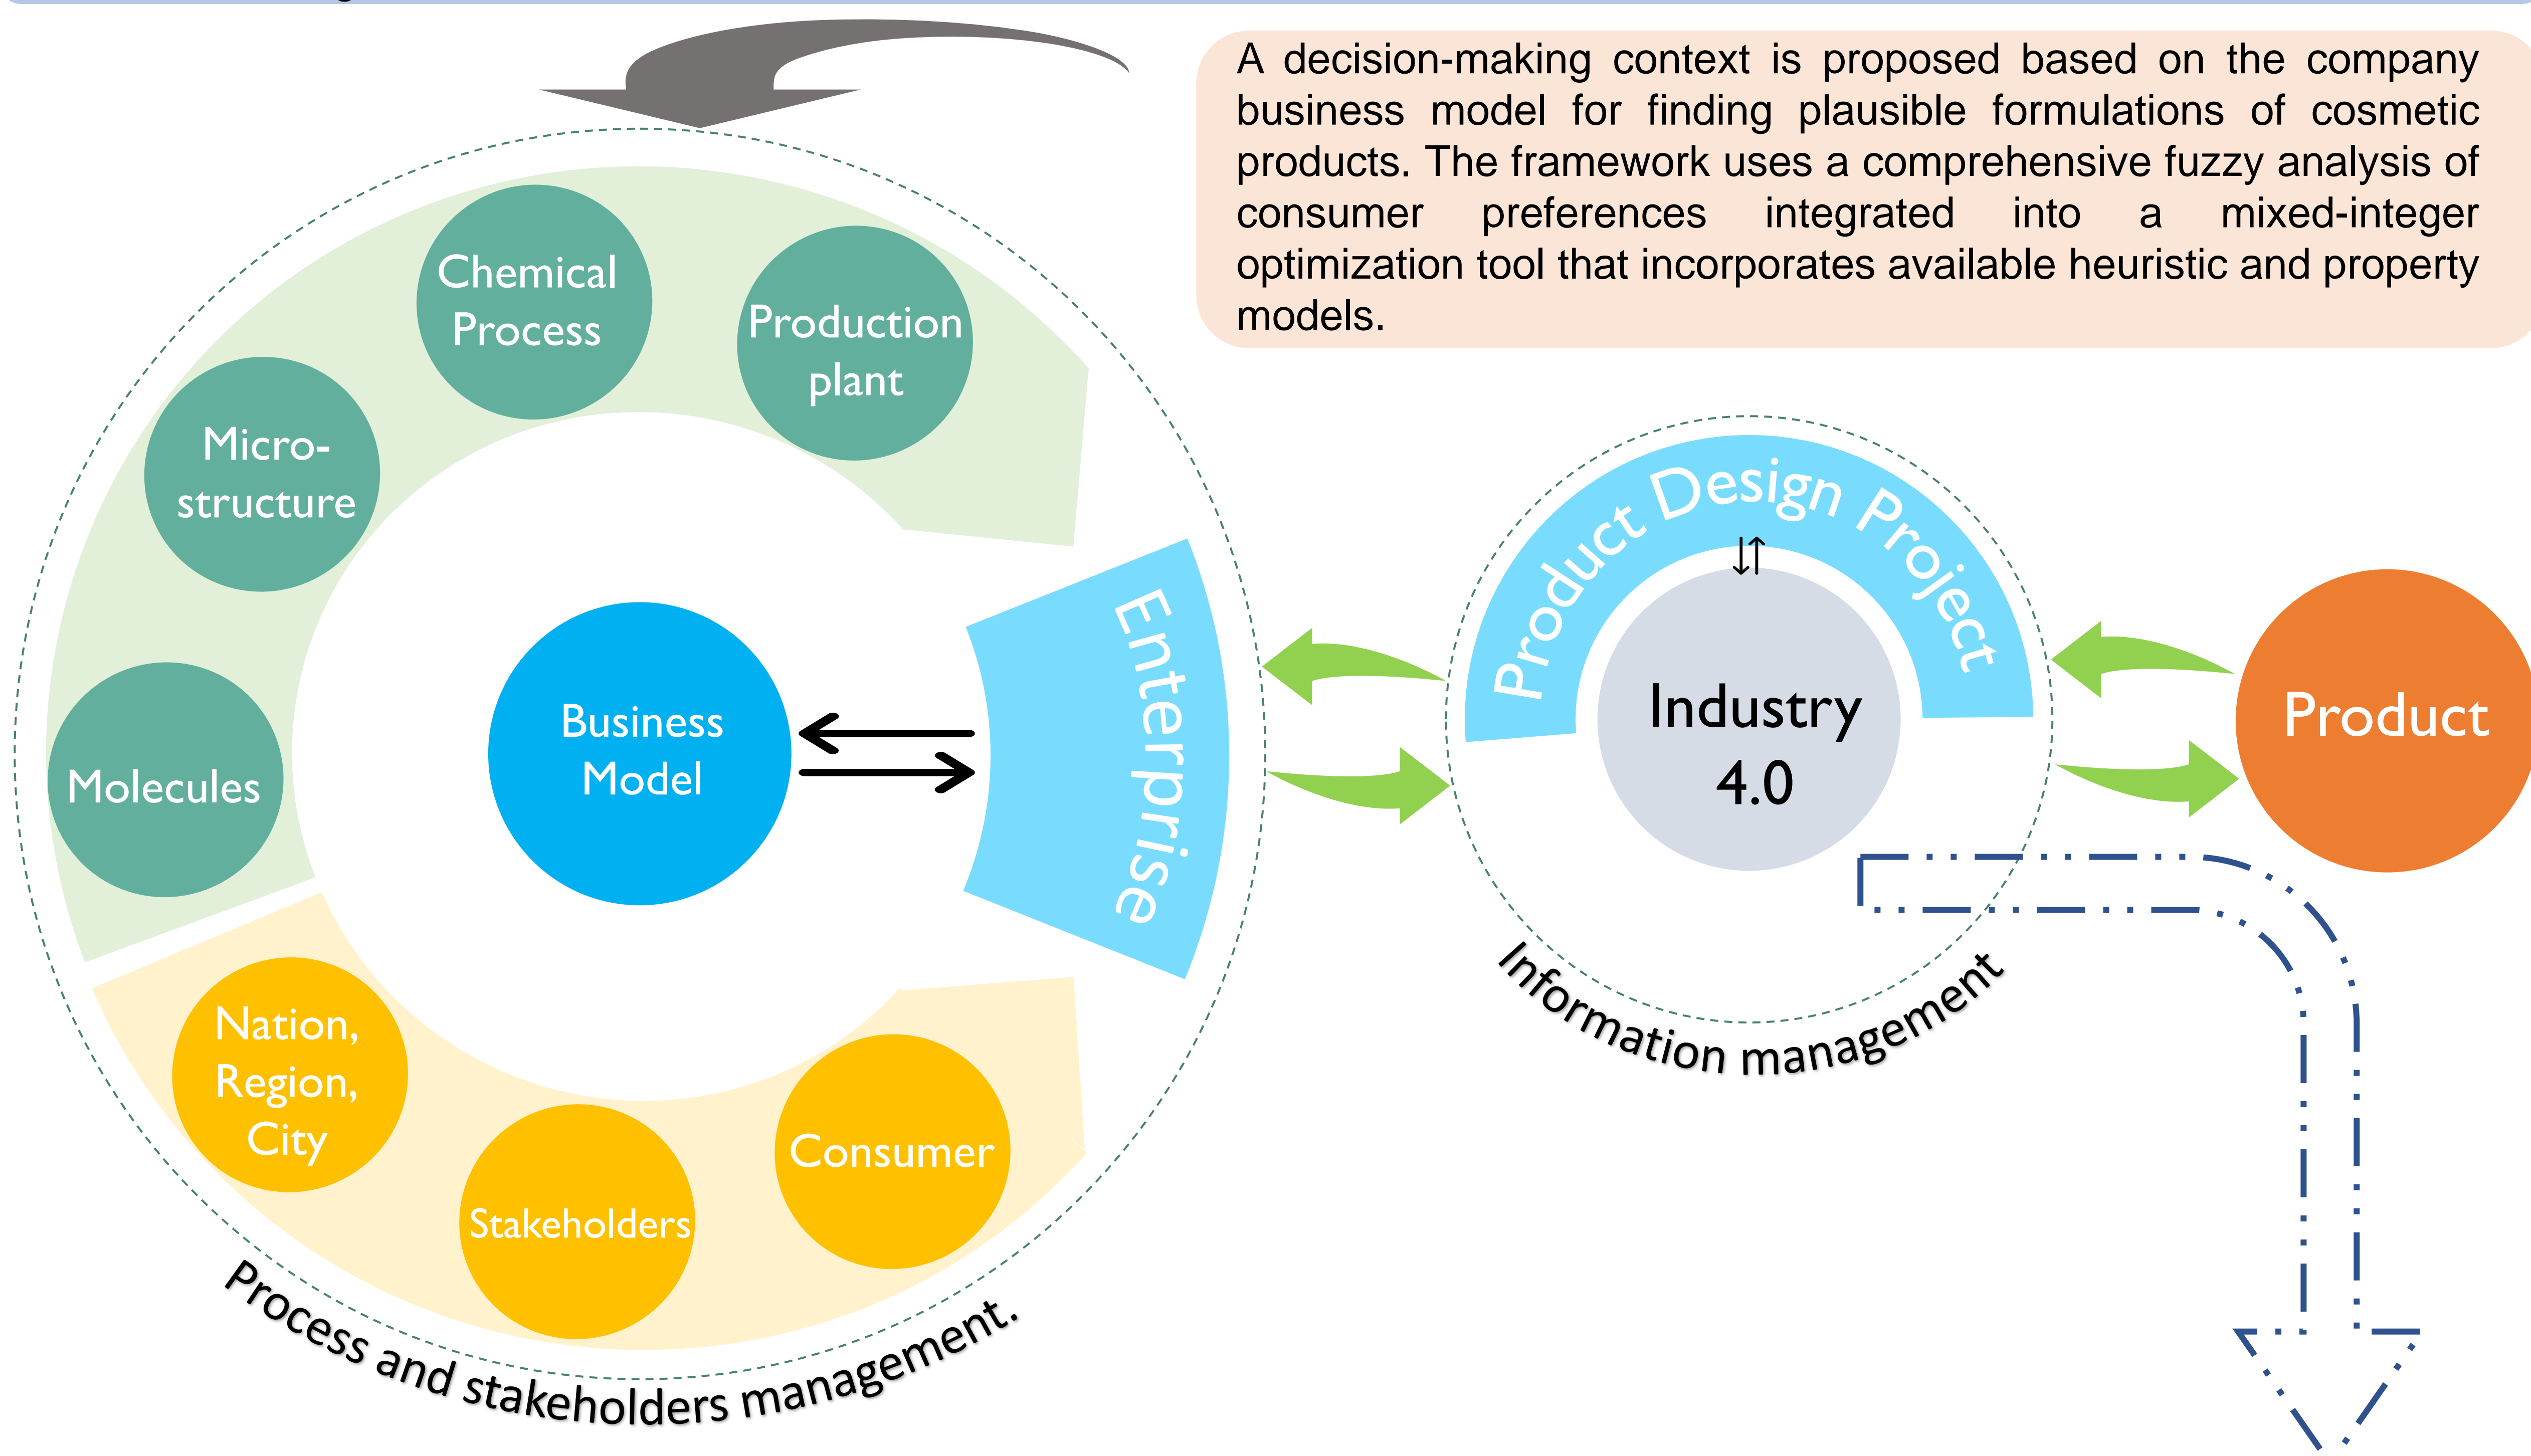 A decision-making context is proposed based on the company
business model for finding plausible formulations of cosmetic
products. The framework uses a comprehensive fuzzy analysis of
consumer preferences integrated into a mixed-integer
optimization tool that incorporates available heuristic and property
models.
Chemical
Process
Production
plant
Micro-
structure
Molecules
Business
Model
Enterprise
Nation,
Region,
City
Stakeholders
Consumer
Process and stakeholders management.
Product Design Project
Industry
4.0
Information management
Product